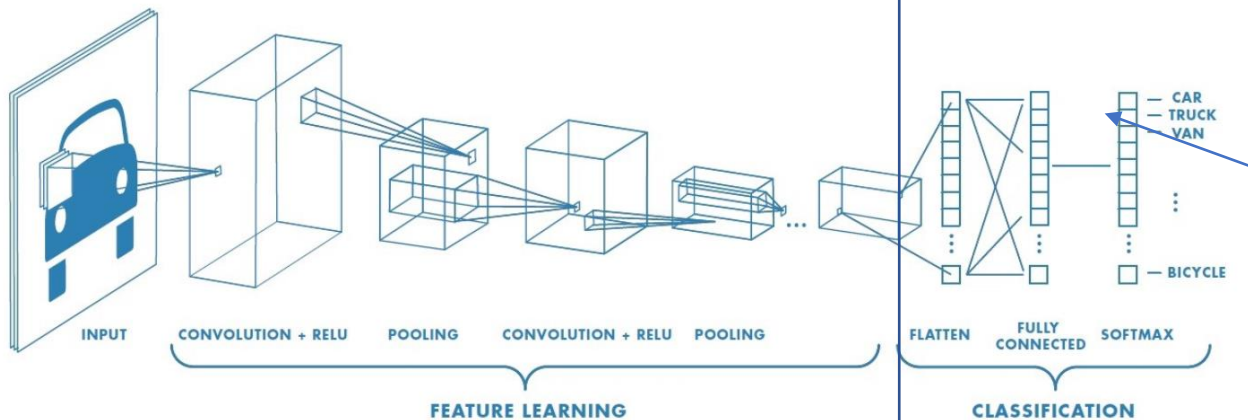 CAR
TRUCK
VAN
BICYCLE
INPUT
CONVOLUTION + RELU
POOLING
CONVOLUTION + RELU
POOLING
FLATTEN
FULLY
CONNECTED
SOFTMAX
FEATURE LEARNING
CLASSIFICATION